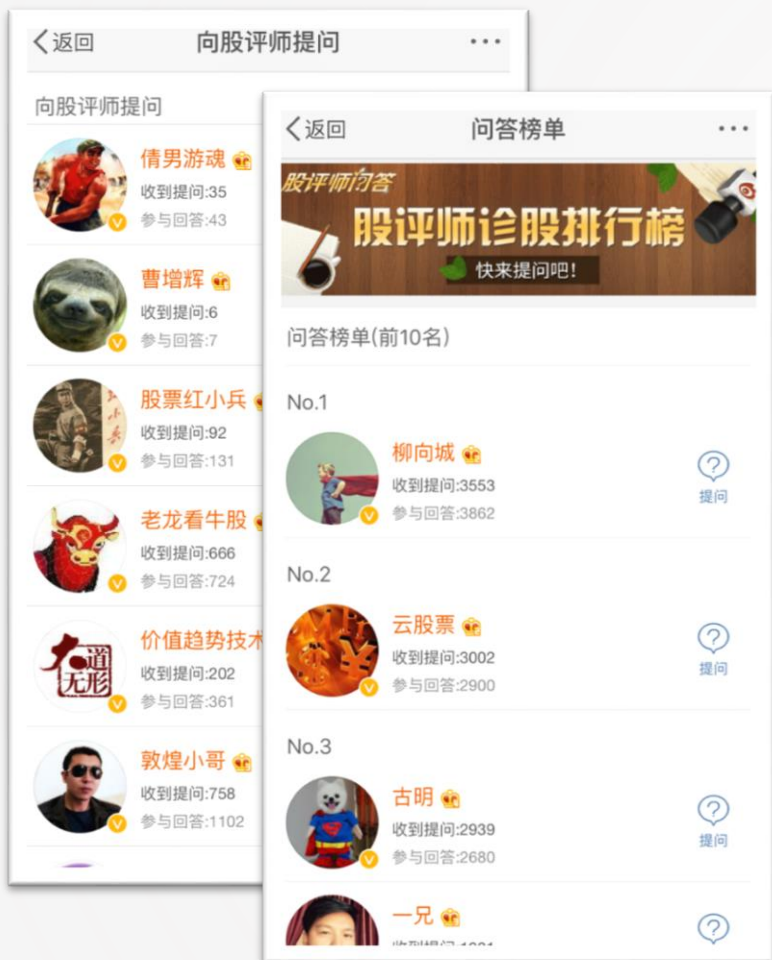 返回
向股评师提问
向股评师提问
倩男游魂
收到提问:35
参与回答:43
曹增辉
收到提问:6
参与回答:7
股票红小兵
收到提问:92
参与回答:131
老龙看牛股
收到提问:666
参与回答:724
价值趋势技术
收到提问:202
参与回答:361
大道
无形
敦煌小哥
收到提问:758
参与回答:1102
返回
问答榜单
股评师问答
股评师诊股排行榜
快来提问吧!
问答榜单(前10名)
No.1
柳向城
收到提问:3553
参与回答:3862
提问
No.2
云股票
收到提问:3002
参与回答:2900
提问
No.3
古明
收到提问:2939
参与回答:2680
提问
一兄